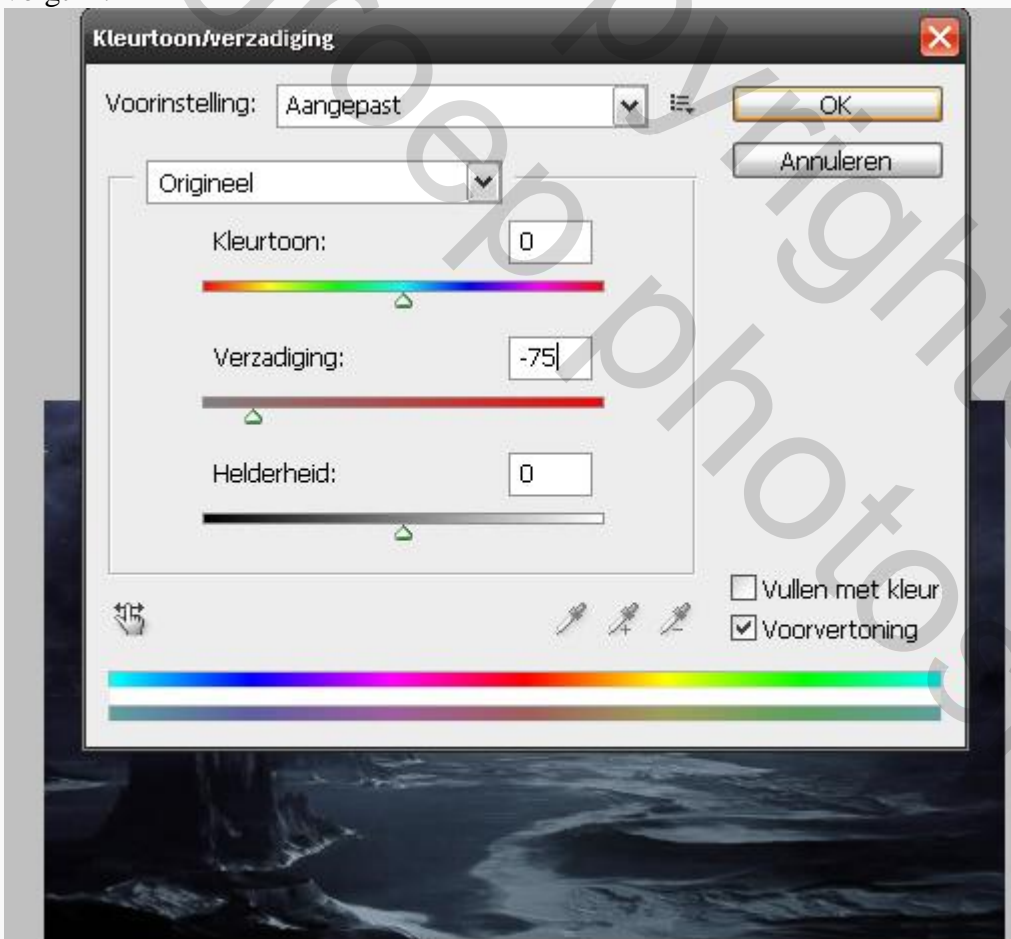 Kleurtoon/verzadiging
Voorinstelling: Aangepast
OK
Annuleren
Origineel
Kleurtoon: 0
Verzadiging: -75
Helderheid: 0
Vullen met kleur
Voorvertoning